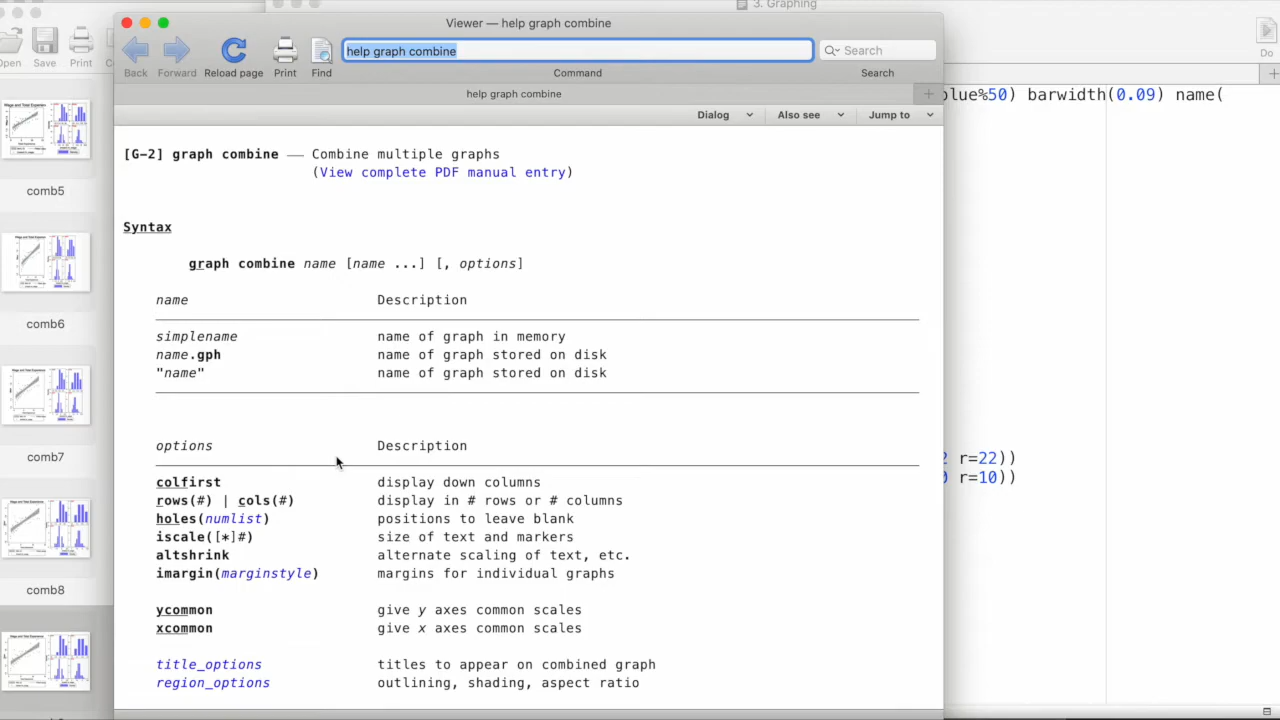 3. Graphing
Viewer — help graph combine
help graph combine
Search
Back
Forward
Reload page
Print
Find
Command
Search
help graph combine
Dialog
Also see
Jump to
[G-2] graph combine —— Combine multiple graphs
(View complete PDF manual entry)
Syntax
graph combine name [name ...] [, options]
name Description
simplename name of graph in memory
name.gph name of graph stored on disk
"name" name of graph stored on disk
options Description
colfirst display down columns
rows(#) | cols(#) display in # rows or # columns
holes(numlist) positions to leave blank
iscale([*]#) size of text and markers
altshrink alternate scaling of text, etc.
imargin(marginstyle) margins for individual graphs
ycommon give y axes common scales
xcommon give x axes common scales
title_options titles to appear on combined graph
region_options outlining, shading, aspect ratio
Open
Save
Print
comb5
comb6
comb7
comb8
Do
blue%50) barwidth(0.09) name(
2 r=22))
0 r=10))